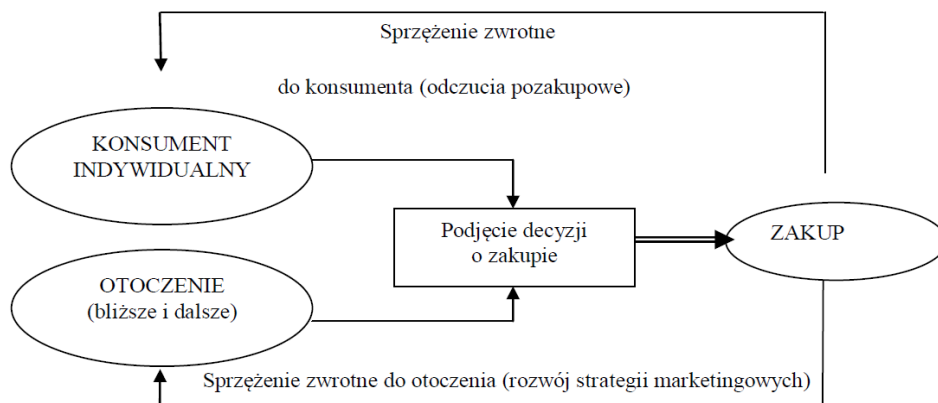 Sprzężenie zwrotne
do konsumenta (odczucia pozakupowe)
KONSUMENT
INDYWIDUALNY
Podjęcie decyzji
o zakupie
ZAKUP
OTOCZENIE
(bliższe i dalsze)
Sprzężenie zwrotne do otoczenia (rozwój strategii marketingowych)